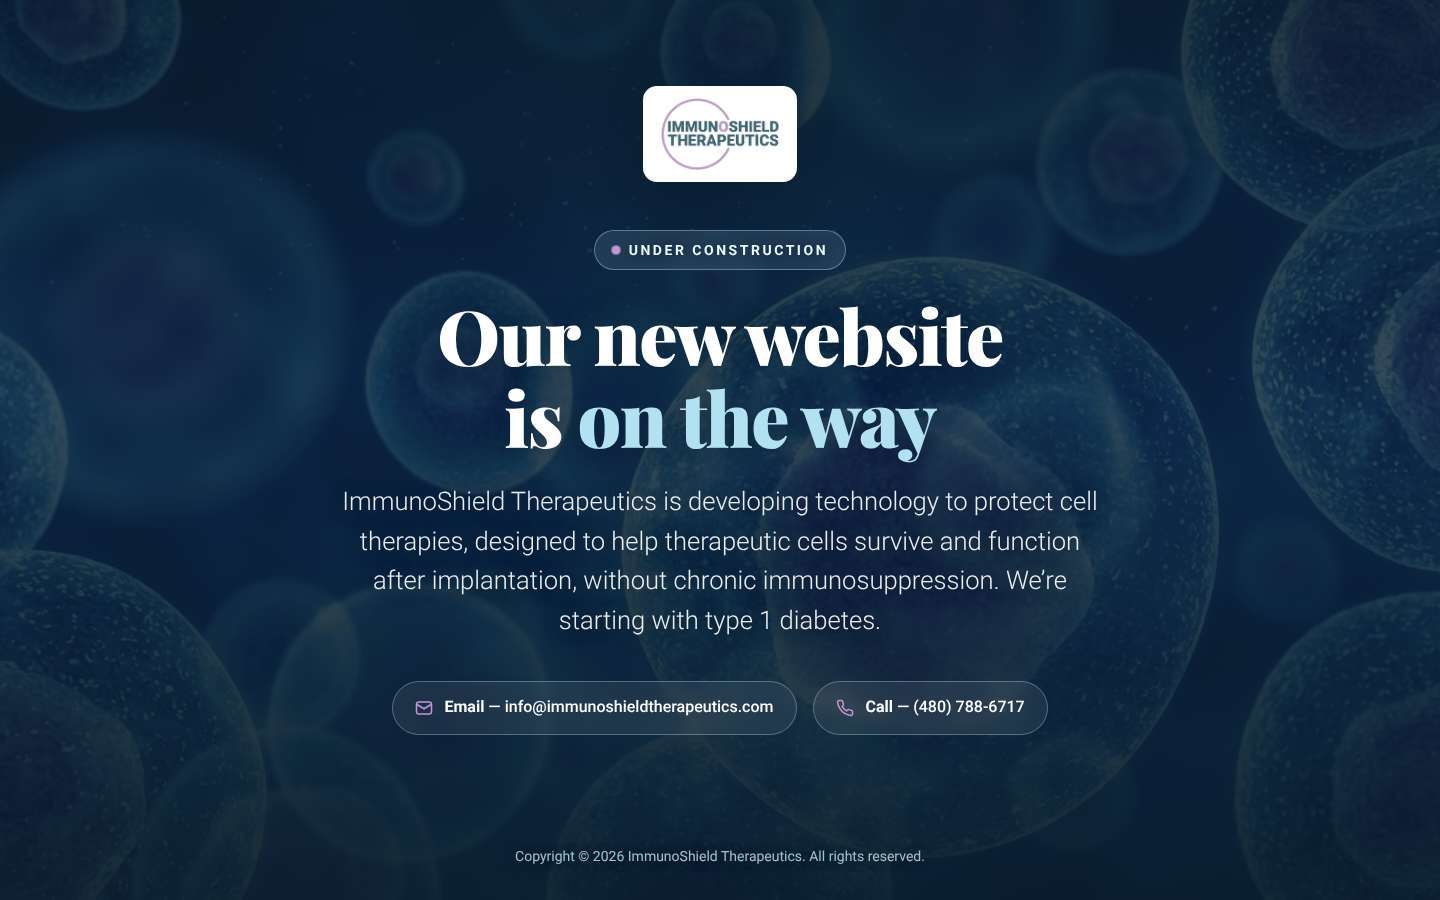 IMMUNOSHIELD
THERAPEUTICS
UNDER CONSTRUCTION
Our new website
is on the way
ImmunoShield Therapeutics is developing technology to protect cell
therapies, designed to help therapeutic cells survive and function
after implantation, without chronic immunosuppression. We’re
starting with type 1 diabetes.
Email — info@immunoshieldtherapeutics.com
Call — (480) 788-6717
Copyright © 2026 ImmunoShield Therapeutics. All rights reserved.